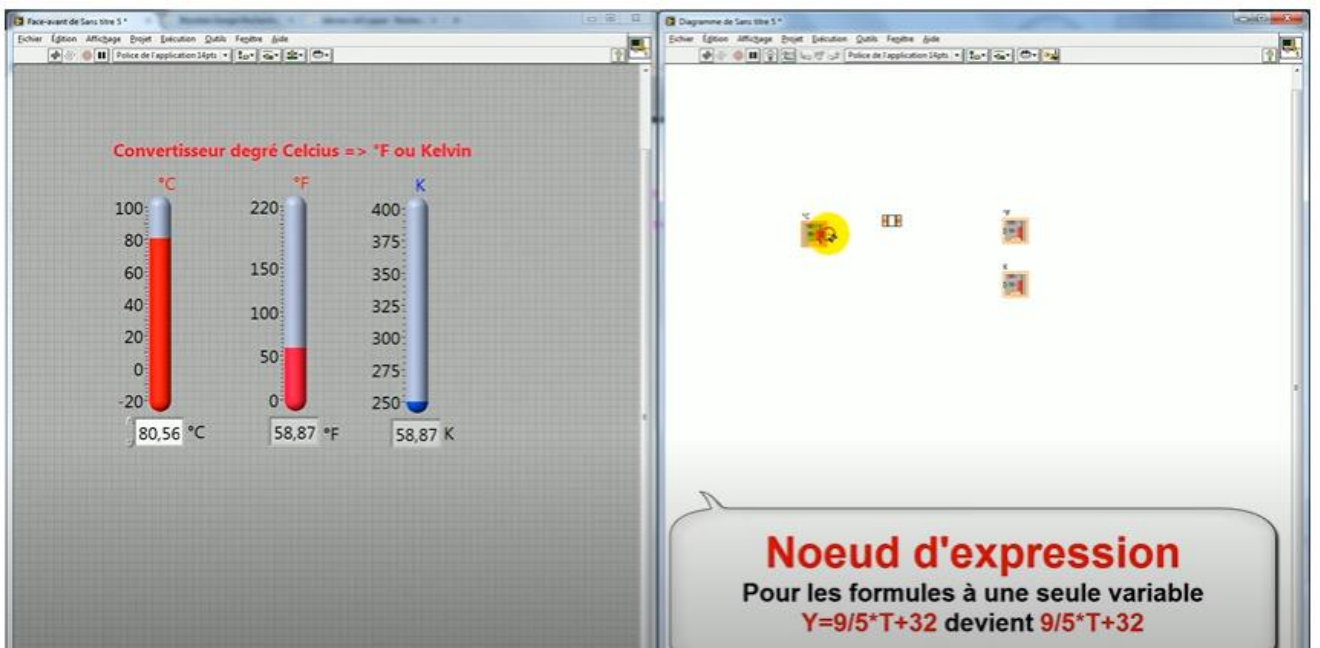 Face-avant de Sans titre 5 *
Fichier Édition Affichage Projet Exécution Outils Fenêtre Aide
Police de l'application 14pts
Convertisseur degré Celcius => °F ou Kelvin
°C °F K
100 220 400
80 375
60 150 350
40 100 325
20 300
0 50 275
-20 0 250
80,56 °C 58,87 °F 58,87 K
Diagramme de Sans titre 5 *
Fichier Édition Affichage Projet Exécution Outils Fenêtre Aide
Police de l'application 14pts
°C °F
K
Noeud d'expression
Pour les formules à une seule variable
Y=9/5*T+32 devient 9/5*T+32